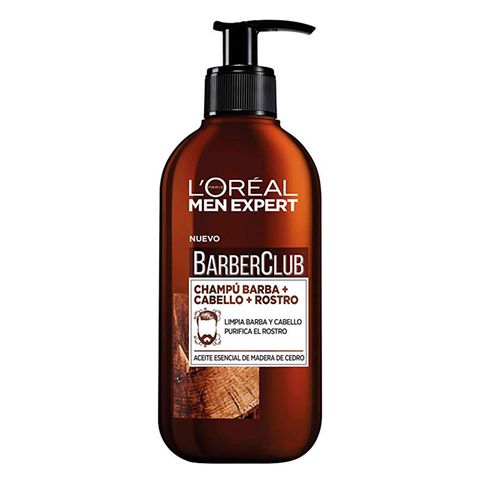 L'ORÉAL
PARIS
MEN EXPERT
NUEVO
BARBERCLUB
CHAMPÚ BARBA +
CABELLO + ROSTRO
LIMPIA BARBA Y CABELLO
PURIFICA EL ROSTRO
ACEITE ESENCIAL DE MADERA DE CEDRO